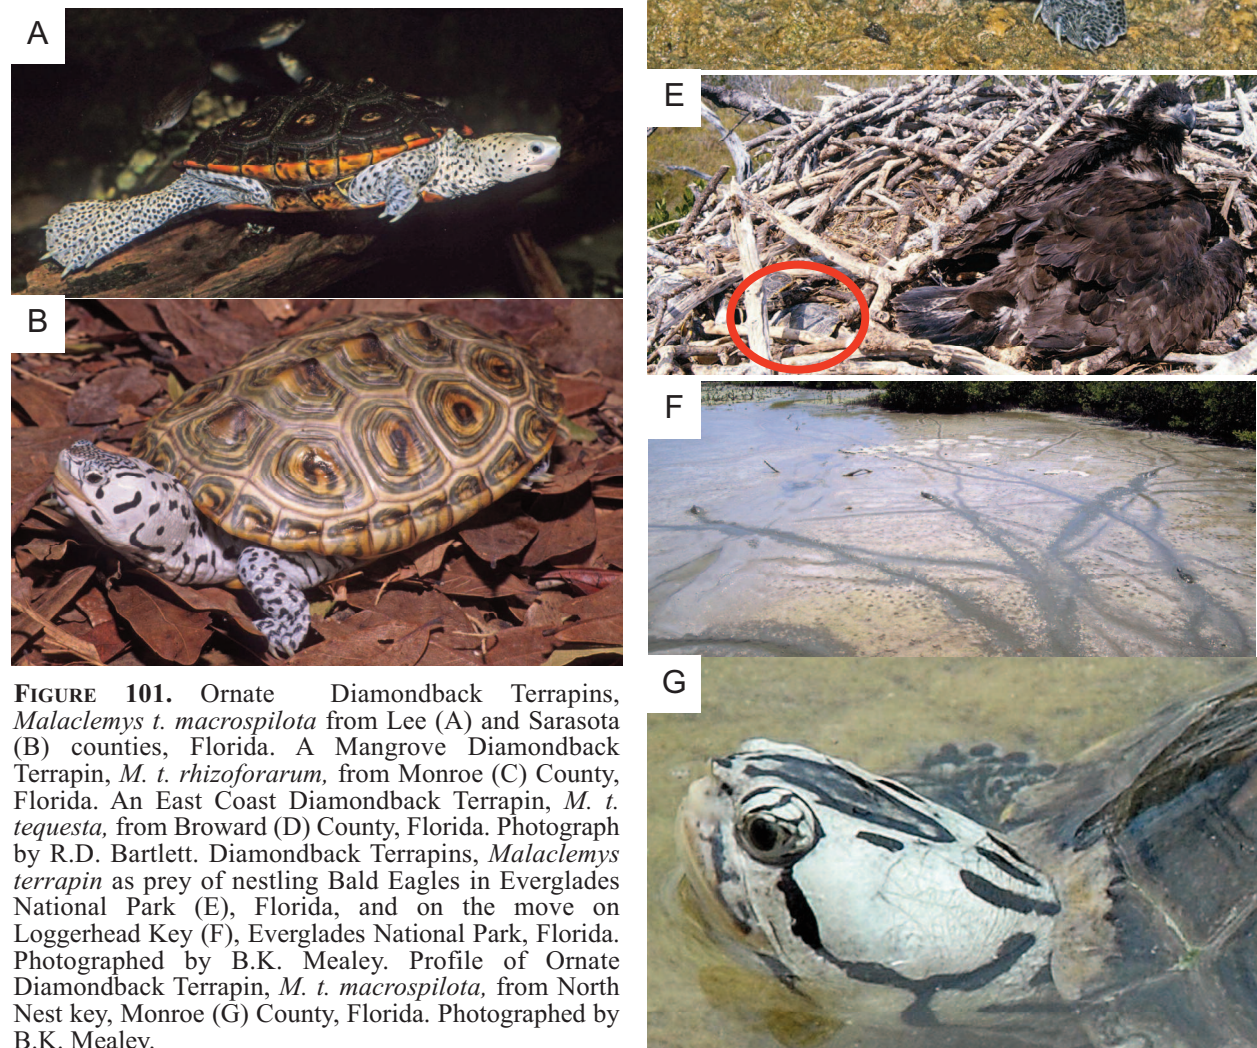 A
B
FIGURE 101. Ornate Diamondback Terrapins,
Malaclemys t. macrospilota from Lee (A) and Sarasota
(B) counties, Florida. A Mangrove Diamondback
Terrapin, M. t. rhizoforarum, from Monroe (C) County,
Florida. An East Coast Diamondback Terrapin, M. t.
tequesta, from Broward (D) County, Florida. Photograph
by R.D. Bartlett. Diamondback Terrapins, Malaclemys
terrapin as prey of nestling Bald Eagles in Everglades
National Park (E), Florida, and on the move on
Loggerhead Key (F), Everglades National Park, Florida.
Photographed by B.K. Mealey. Profile of Ornate
Diamondback Terrapin, M. t. macrospilota, from North
Nest key, Monroe (G) County, Florida. Photographed by
B.K. Mealey.
E
F
G